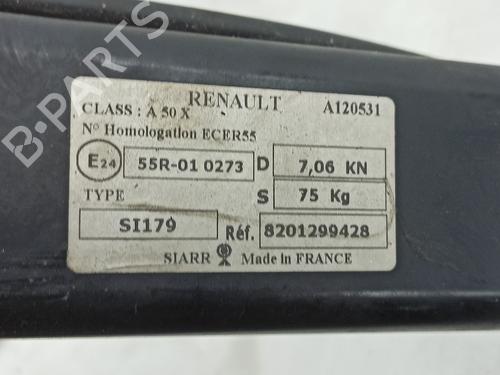 B-PARTS
RENAULT
CLASS : A 50 X
A120531
N° Homologation ECER55
E24 55R-01 0273 D 7,06 KN
TYPE S 75 Kg
SI179 Réf. 8201299428
SIARR Made in FRANCE